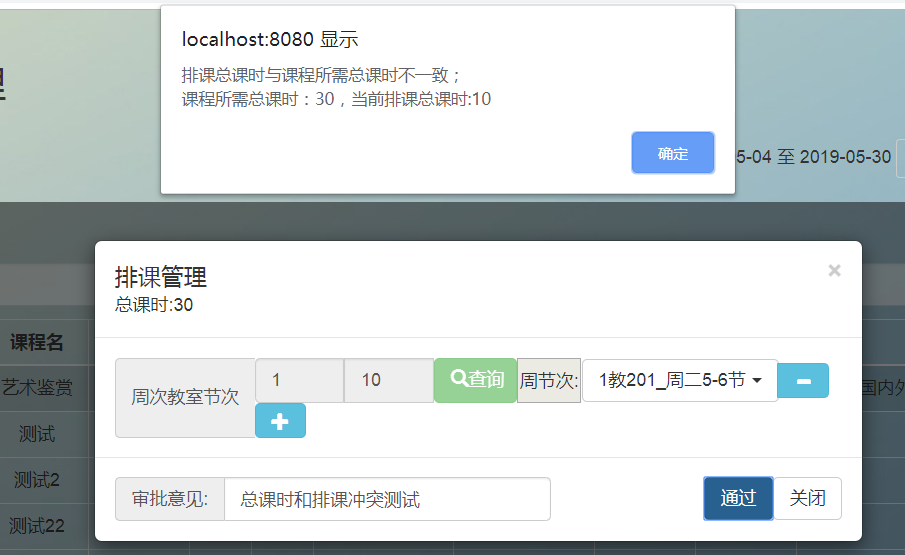 localhost:8080 显示
排课总课时与课程所需总课时不一致；
课程所需总课时：30，当前排课总课时:10
确定
理
5-04 至 2019-05-30
排课管理
×
总课时:30
课程名
艺术鉴赏
国内外
测试
测试2
测试22
周次教室节次
1
10
查询
周节次:
1教201_周二5-6节
审批意见:
总课时和排课冲突测试
通过
关闭